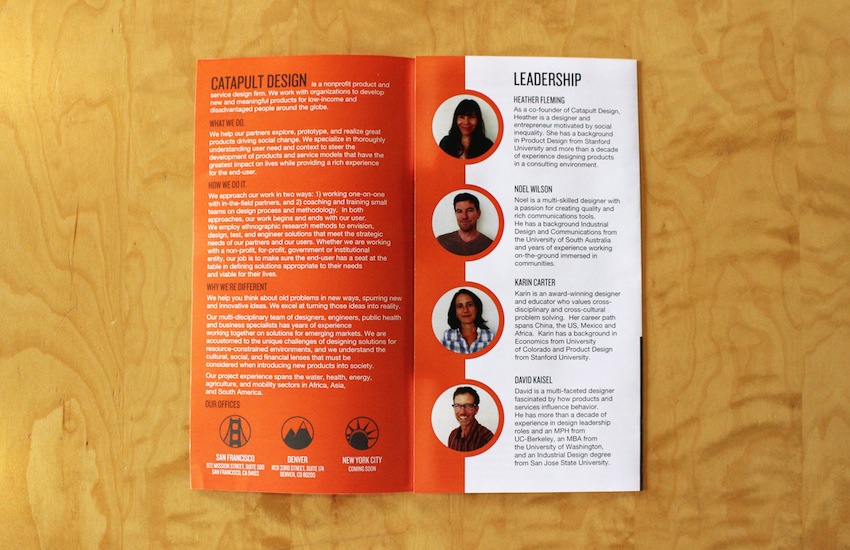 CATAPULT DESIGN is a nonprofit product and
service design firm. We work with organizations to develop
new and meaningful products for low-income and
disadvantaged people around the globe.
WHAT WE DO.
We help our partners explore, prototype, and realize great
products driving social change. We specialize in thoroughly
understanding user need and context to steer the
development of products and service models that have the
greatest impact on lives while providing a rich experience
for the end-user.
HOW WE DO IT.
We approach our work in two ways: 1) working one-on-one
with in-the-field partners, and 2) coaching and training small
teams on design process and methodology. In both
approaches, our work begins and ends with our user.
We employ ethnographic research methods to envision,
design, test, and engineer solutions that meet the strategic
needs of our partners and our users. Whether we are working
with a non-profit, for-profit, government or institutional
entity, our job is to make sure the end-user has a seat at the
table in defining solutions appropriate to their needs
and viable for their lives.
WHY WE'RE DIFFERENT
We help you think about old problems in new ways, spurring new
and innovative ideas. We excel at turning those ideas into reality.
Our multi-disciplinary team of designers, engineers, public health
and business specialists has years of experience
working together on solutions for emerging markets. We are
accustomed to the unique challenges of designing solutions for
resource-constrained environments, and we understand the
cultural, social, and financial lenses that must be
considered when introducing new products into society.
Our project experience spans the water, health, energy,
agriculture, and mobility sectors in Africa, Asia,
and South America.
OUR OFFICES
SAN FRANCISCO
972 MISSION STREET, SUITE 500
SAN FRANCISCO, CA 94103
DENVER
1031 33RD STREET, SUITE 174
DENVER, CO 80205
NEW YORK CITY
COMING SOON
LEADERSHIP
HEATHER FLEMING
As a co-founder of Catapult Design,
Heather is a designer and
entrepreneur motivated by social
inequality. She has a background
in Product Design from Stanford
University and more than a decade
of experience designing products
in a consulting environment.
NOEL WILSON
Noel is a multi-skilled designer with
a passion for creating quality and
rich communications tools.
He has a background Industrial
Design and Communications from
the University of South Australia
and years of experience working
on-the-ground immersed in
communities.
KARIN CARTER
Karin is an award-winning designer
and educator who values cross-
disciplinary and cross-cultural
problem solving. Her career path
spans China, the US, Mexico and
Africa. Karin has a background in
Economics from University
of Colorado and Product Design
from Stanford University.
DAVID KAISEL
David is a multi-faceted designer
fascinated by how products and
services influence behavior.
He has more than a decade of
experience in design leadership
roles and an MPH from
UC-Berkeley, an MBA from
the University of Washington,
and an Industrial Design degree
from San Jose State University.